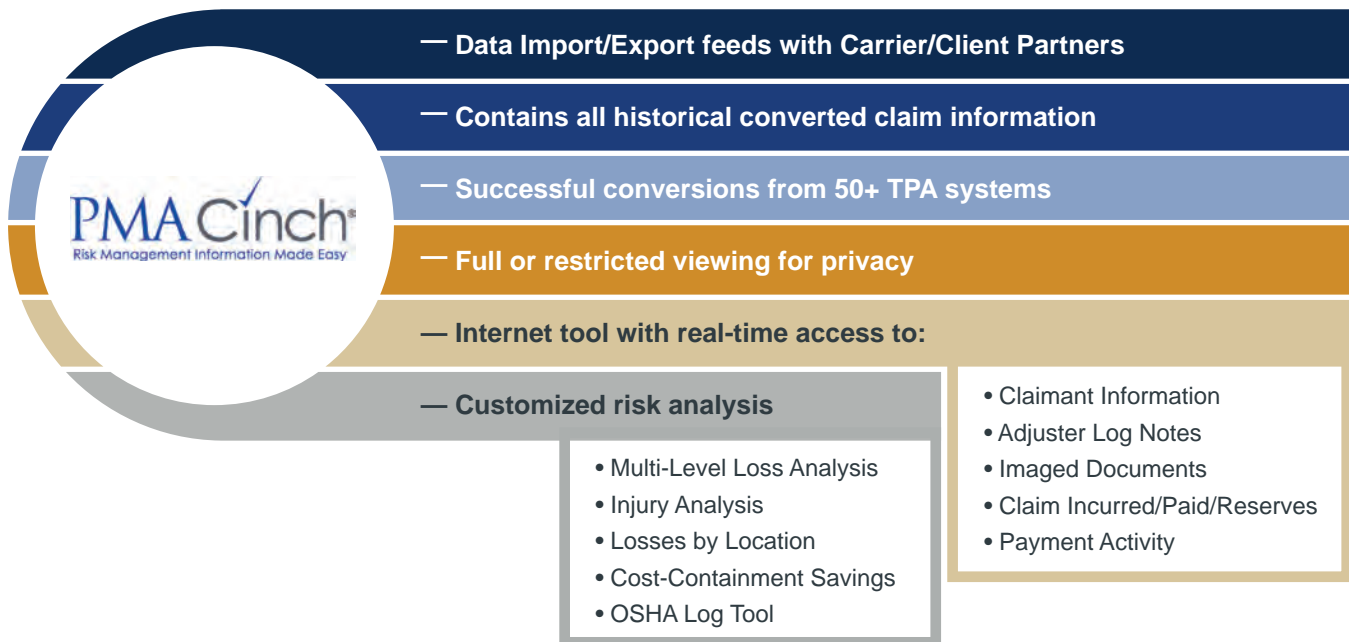 — Data Import/Export feeds with Carrier/Client Partners
— Contains all historical converted claim information
— Successful conversions from 50+ TPA systems
PMA Cinch®
Risk Management Information Made Easy
— Full or restricted viewing for privacy
— Internet tool with real-time access to:
• Claimant Information
• Adjuster Log Notes
• Imaged Documents
• Claim Incurred/Paid/Reserves
• Payment Activity
— Customized risk analysis
• Multi-Level Loss Analysis
• Injury Analysis
• Losses by Location
• Cost-Containment Savings
• OSHA Log Tool